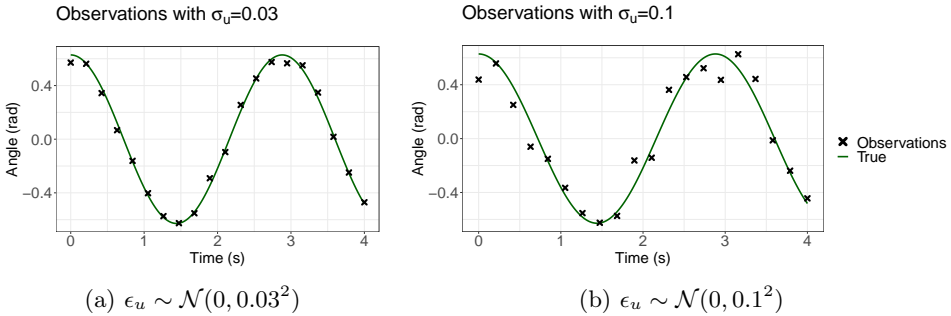 Observations with σu=0.03
Angle (rad)
0.4
0.0
−0.4
0 1 2 3 4
Time (s)
(a) ϵu ∼ N(0, 0.03²)
Observations with σu=0.1
Angle (rad)
0.4
0.0
−0.4
0 1 2 3 4
Time (s)
(b) ϵu ∼ N(0, 0.1²)
Observations
True